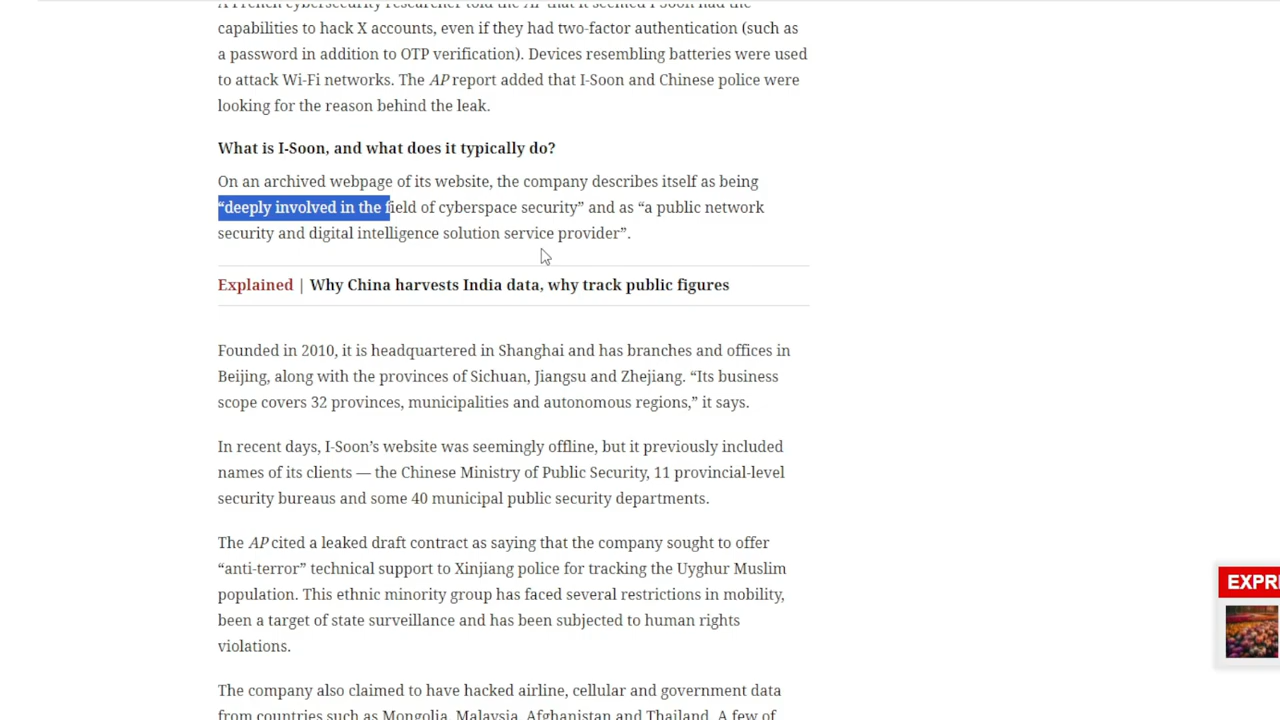 A French cybersecurity researcher told the AP that it seemed I-Soon had the
capabilities to hack X accounts, even if they had two-factor authentication (such as
a password in addition to OTP verification). Devices resembling batteries were used
to attack Wi-Fi networks. The AP report added that I-Soon and Chinese police were
looking for the reason behind the leak.
What is I-Soon, and what does it typically do?
On an archived webpage of its website, the company describes itself as being
“deeply involved in the field of cyberspace security” and as “a public network
security and digital intelligence solution service provider”.
Explained | Why China harvests India data, why track public figures
Founded in 2010, it is headquartered in Shanghai and has branches and offices in
Beijing, along with the provinces of Sichuan, Jiangsu and Zhejiang. “Its business
scope covers 32 provinces, municipalities and autonomous regions,” it says.
In recent days, I-Soon’s website was seemingly offline, but it previously included
names of its clients — the Chinese Ministry of Public Security, 11 provincial-level
security bureaus and some 40 municipal public security departments.
The AP cited a leaked draft contract as saying that the company sought to offer
“anti-terror” technical support to Xinjiang police for tracking the Uyghur Muslim
population. This ethnic minority group has faced several restrictions in mobility,
been a target of state surveillance and has been subjected to human rights
violations.
The company also claimed to have hacked airline, cellular and government data
from countries such as Mongolia, Malaysia, Afghanistan and Thailand. A few of
EXPR